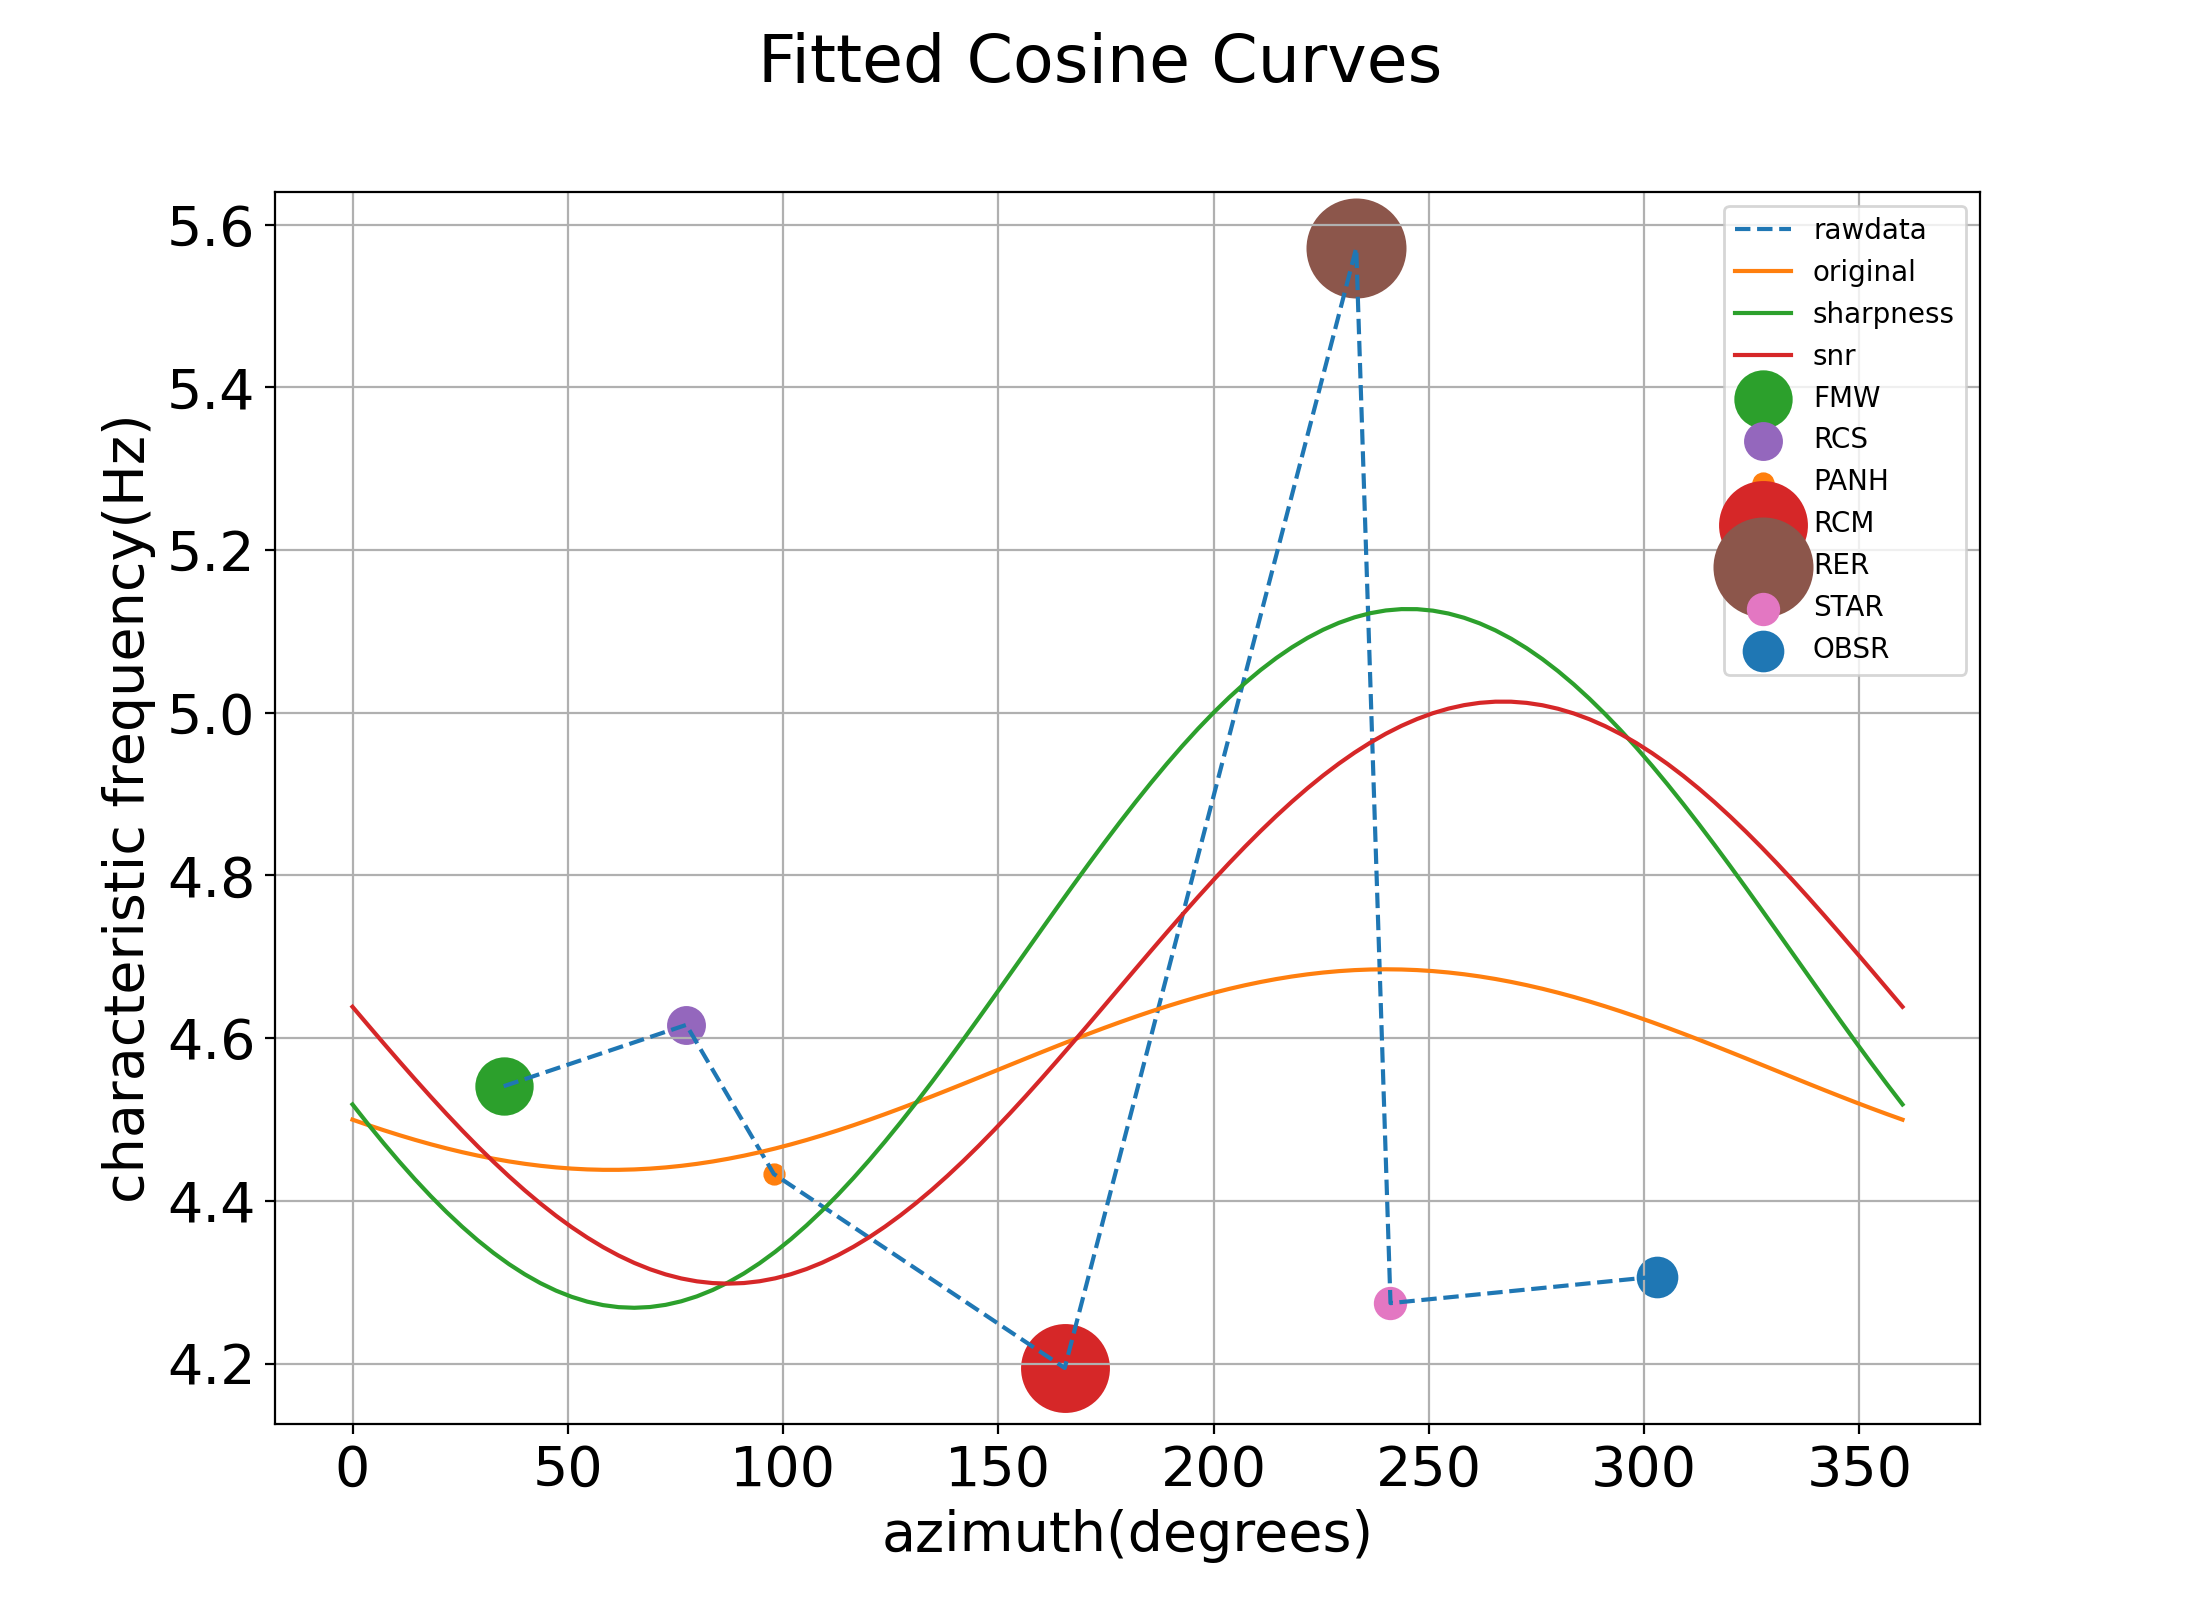 Fitted Cosine Curves
5.6
5.4
5.2
5.0
4.8
4.6
4.4
4.2
characteristic frequency(Hz)
rawdata
original
sharpness
snr
FMW
RCS
PANH
RCM
RER
STAR
OBSR
0 50 100 150 200 250 300 350
azimuth(degrees)